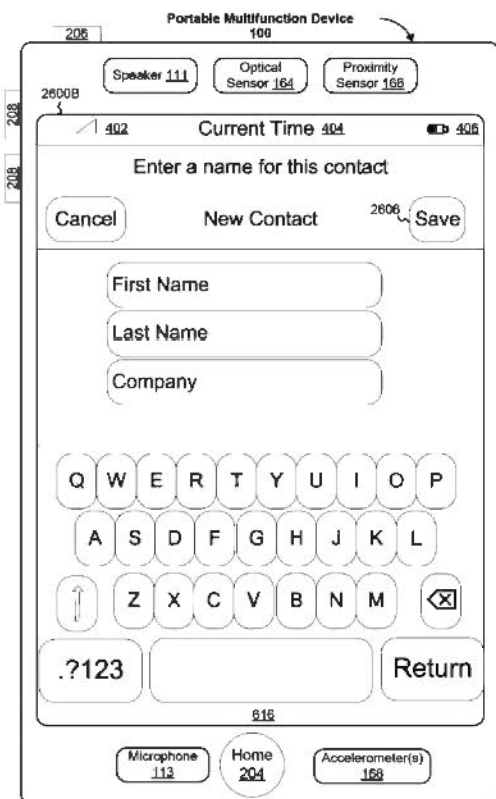 Portable Multifunction Device
100
206
Speaker 111
Optical
Sensor 164
Proximity
Sensor 166
2600B
208
208
402
Current Time 404
406
Enter a name for this contact
Cancel
New Contact
2606
Save
First Name
Last Name
Company
Q W E R T Y U I O P
A S D F G H J K L
Z X C V B N M
.?123
Return
616
Microphone
113
Home
204
Accelerometer(s)
168